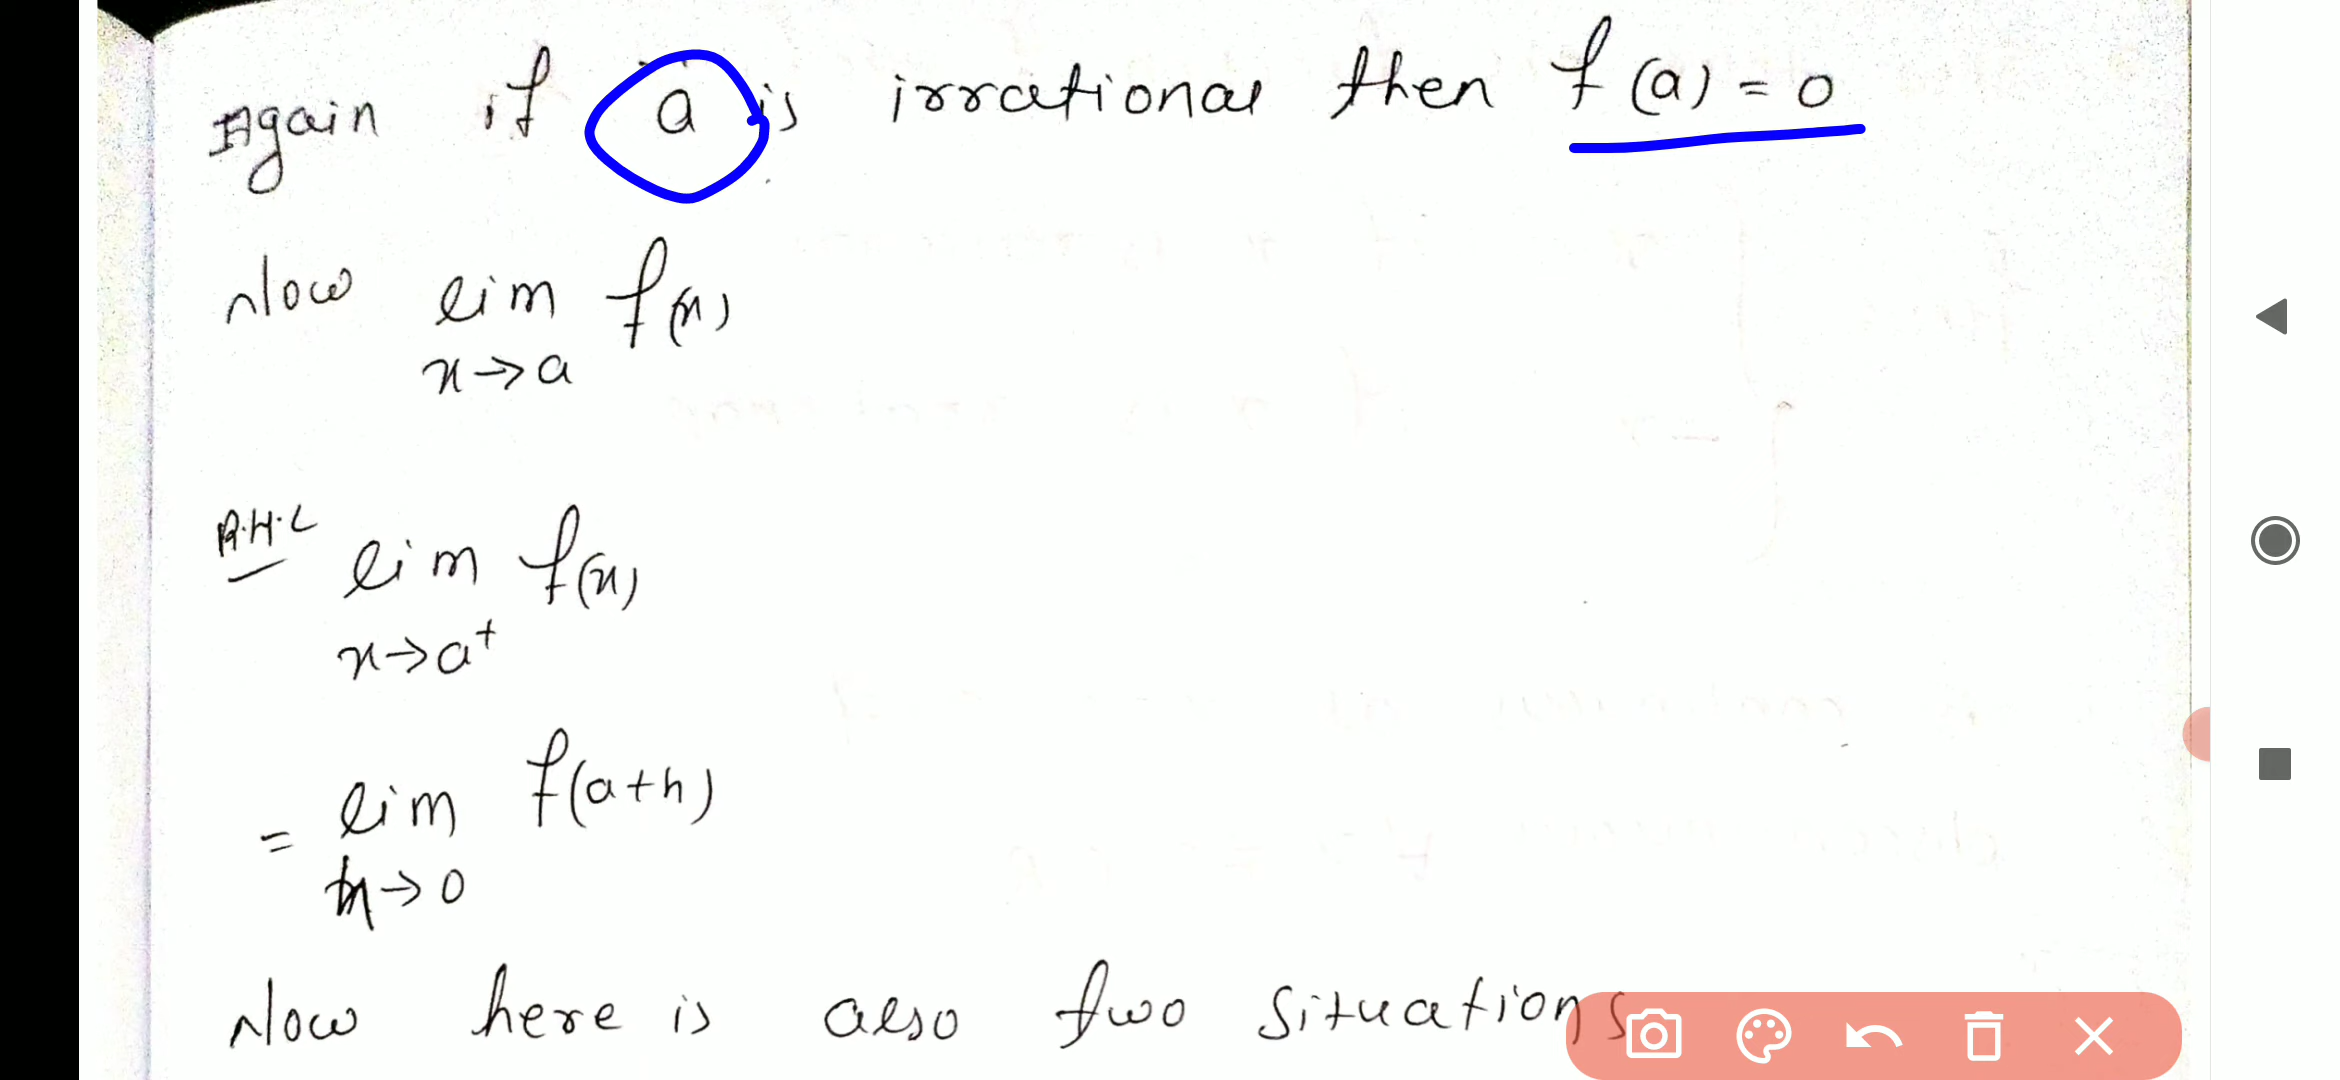 Again if a is irrational then f(a) = 0
Now lim f(x)
x→a
R.H.L lim f(x)
x→a⁺
= lim f(a+h)
h→0
Now here is also two situations